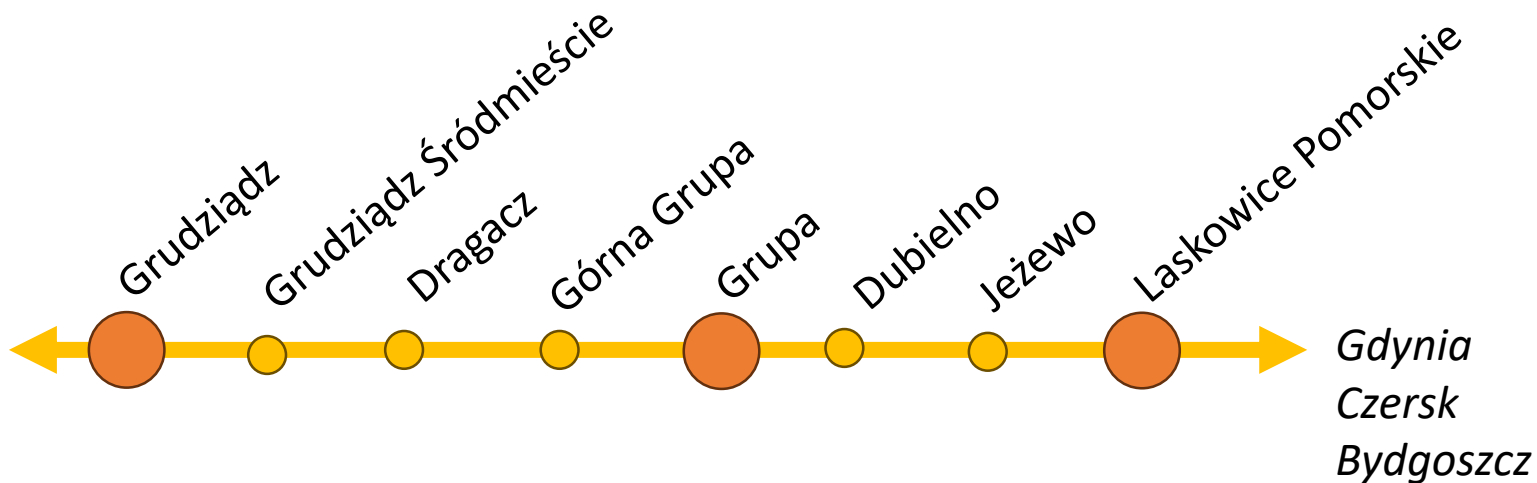 Grudziądz
Grudziądz Śródmieście
Dragacz
Górna Grupa
Grupa
Dubielno
Jeżewo
Laskowice Pomorskie
Gdynia
Czersk
Bydgoszcz